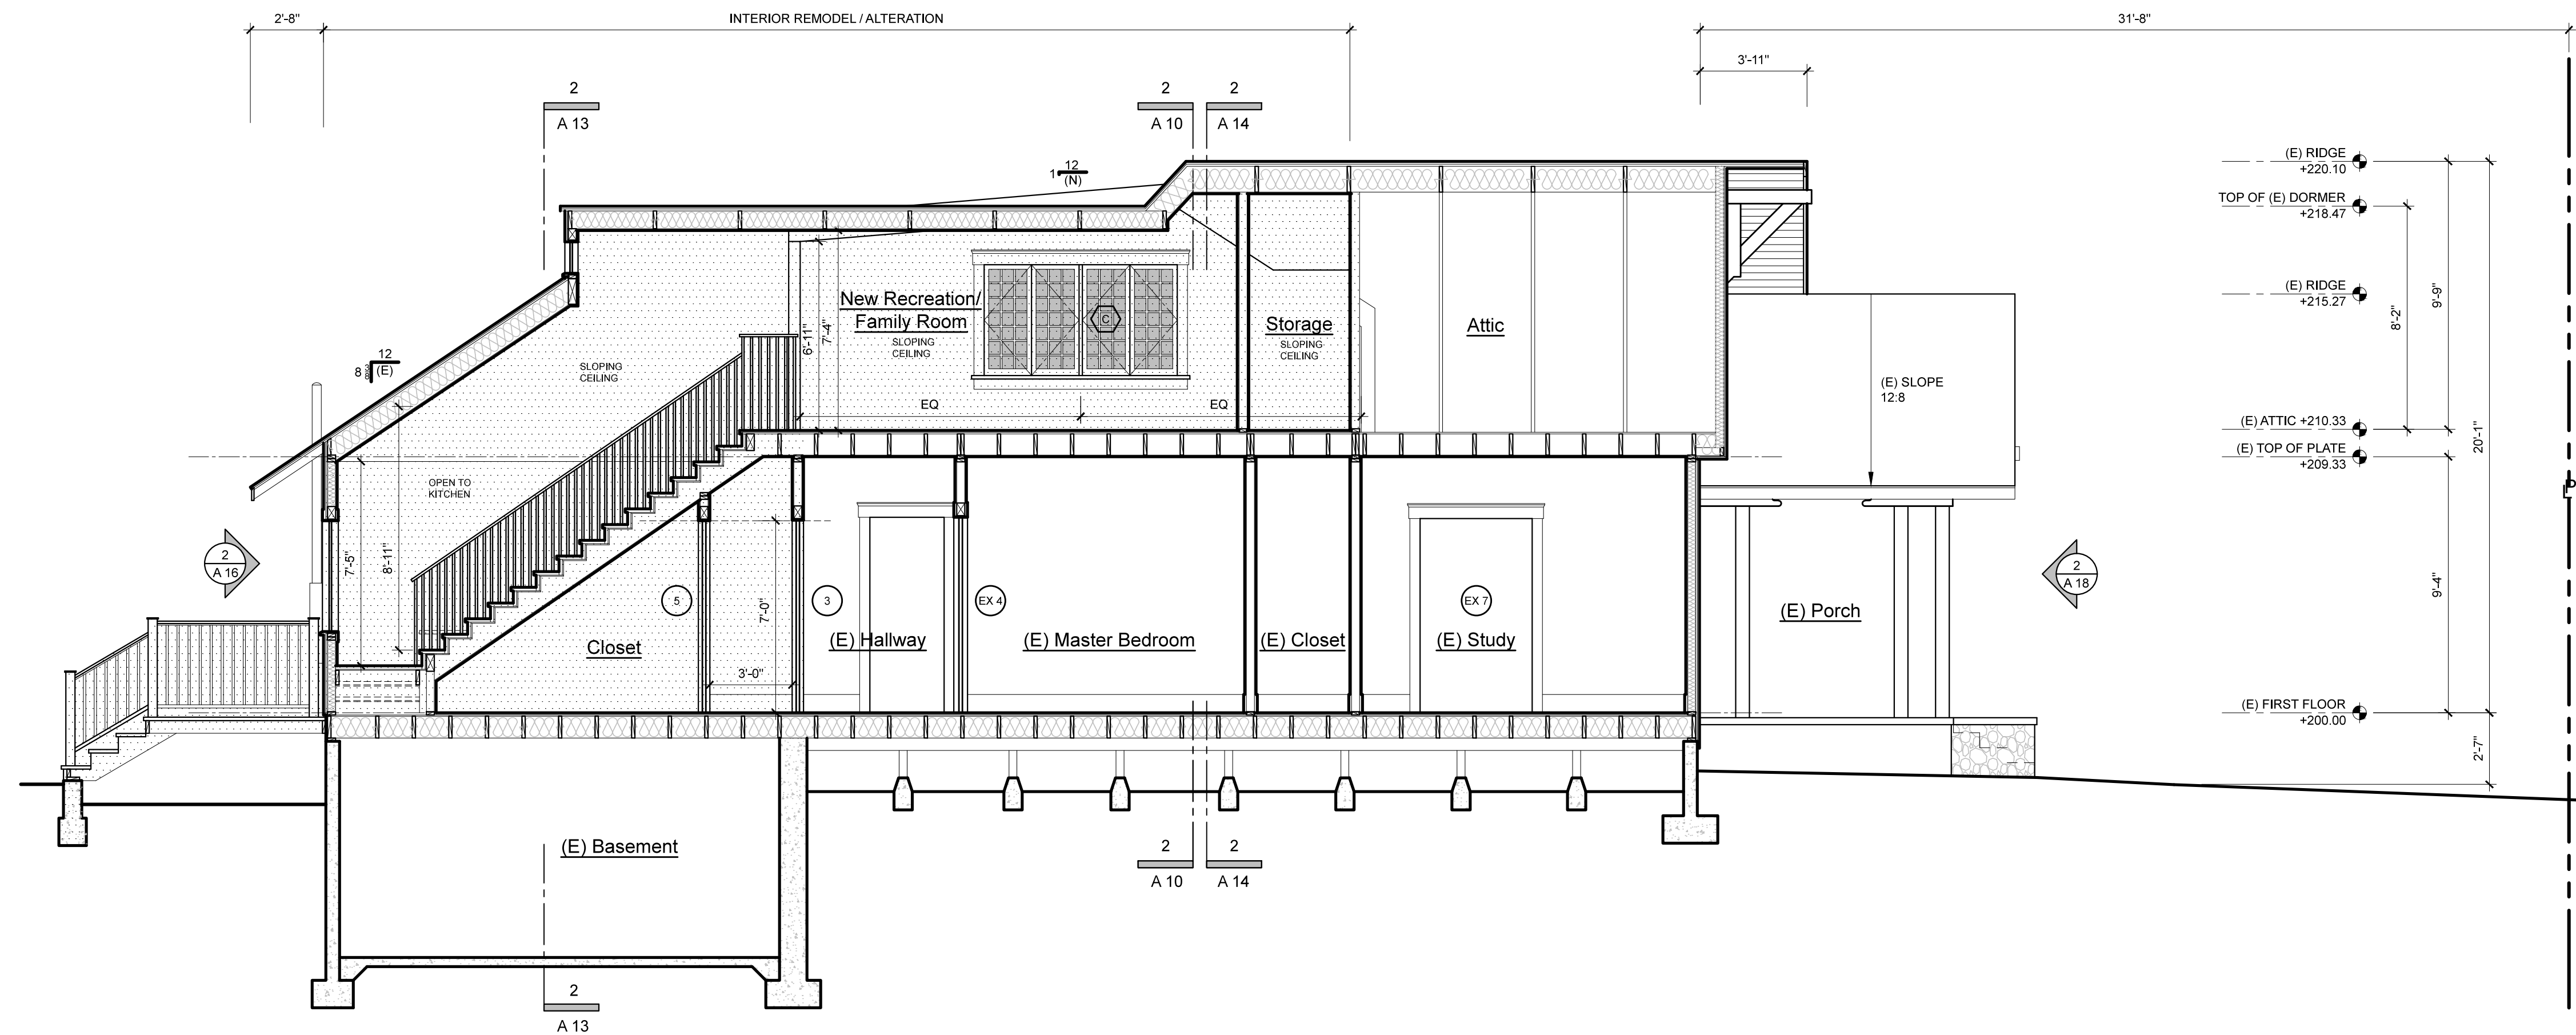 2'-8"
INTERIOR REMODEL / ALTERATION
31'-8"
3'-11"
2
A 13
2
A 10
2
A 14
12
1
(N)
(E) RIDGE
+220.10
TOP OF (E) DORMER
+218.47
(E) RIDGE
+215.27
(E) ATTIC +210.33
(E) TOP OF PLATE
+209.33
(E) FIRST FLOOR
+200.00
8'-2"
9'-9"
20'-1"
9'-4"
2'-7"
12
8
(E)
SLOPING
CEILING
6'-11"
7'-4"
New Recreation/
Family Room
SLOPING
CEILING
C
EQ
EQ
Storage
SLOPING
CEILING
Attic
(E) SLOPE
12:8
OPEN TO
KITCHEN
7'-5"
8'-11"
2
A 16
5
7'-0"
3'-0"
Closet
3
(E) Hallway
EX 4
(E) Master Bedroom
(E) Closet
EX 7
(E) Study
(E) Porch
2
A 18
(E) Basement
2
A 10
2
A 14
2
A 13